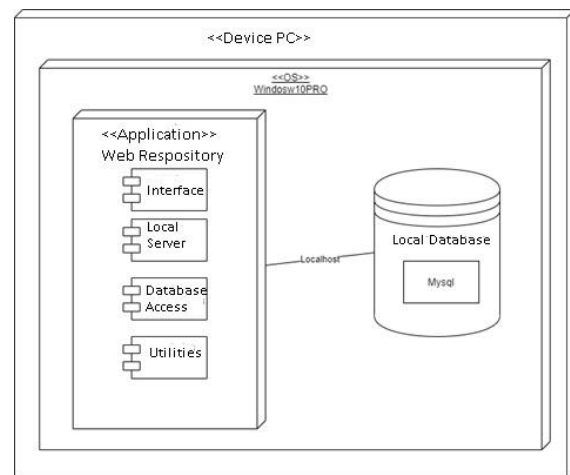 <<Device PC>>
<<OS>>
Windosw10PRO
<<Application>>
Web Respository
Interface
Local
Server
Database
Access
Utilities
Localhost
Local Database
Mysql